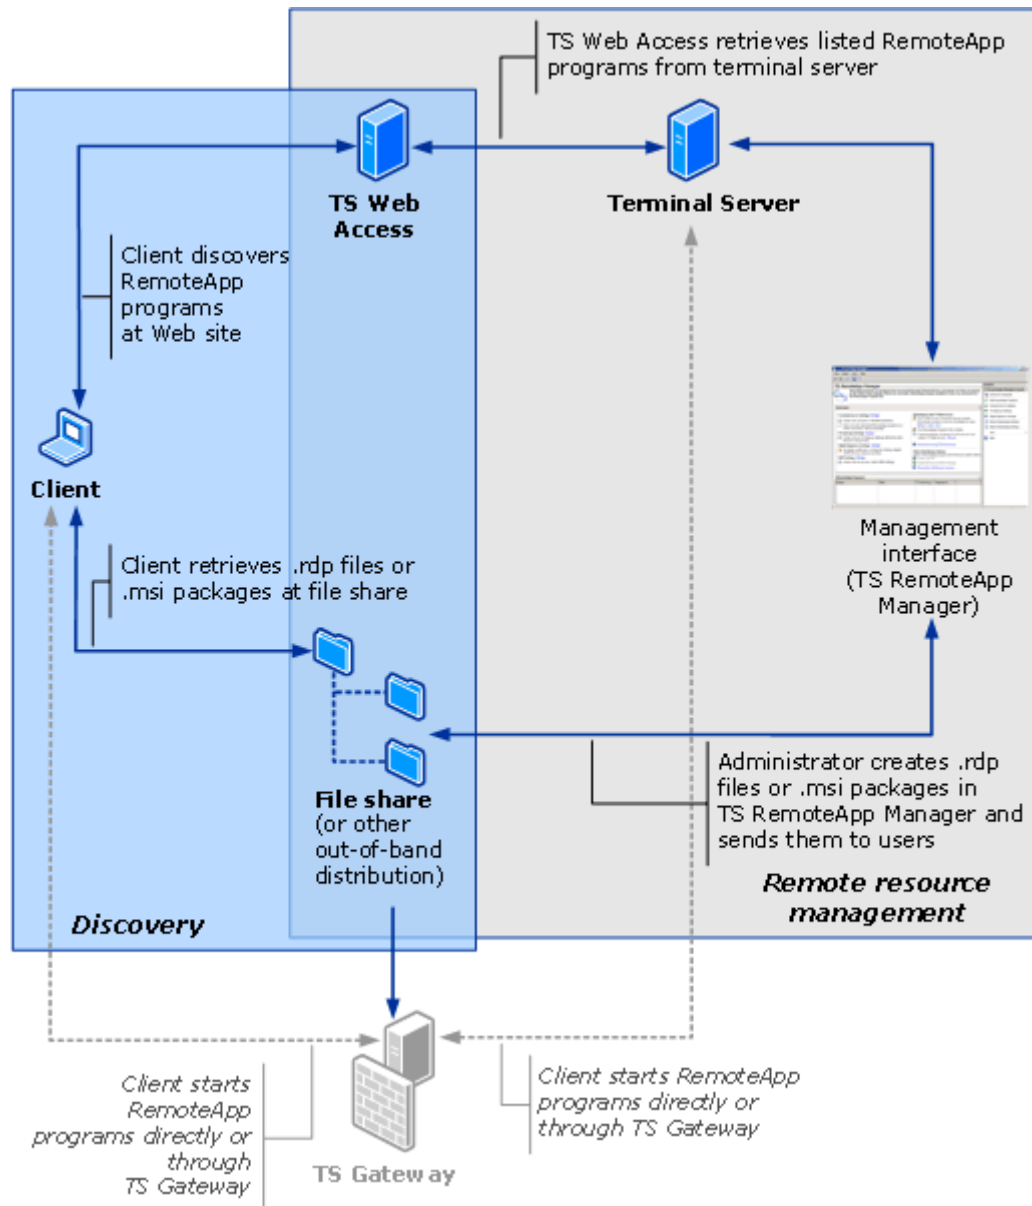 TS Web Access retrieves listed RemoteApp
programs from terminal server
TS Web
Access
Terminal Server
Client discovers
RemoteApp
programs
at Web site
Client
Management
interface
(TS RemoteApp
Manager)
Client retrieves .rdp files or
.msi packages at file share
File share
(or other
out-of-band
distribution)
Administrator creates .rdp
files or .msi packages in
TS RemoteApp Manager and
sends them to users
Remote resource
management
Discovery
Client starts
RemoteApp
programs directly or
through
TS Gateway
Client starts RemoteApp
programs directly or
through TS Gateway
TS Gateway